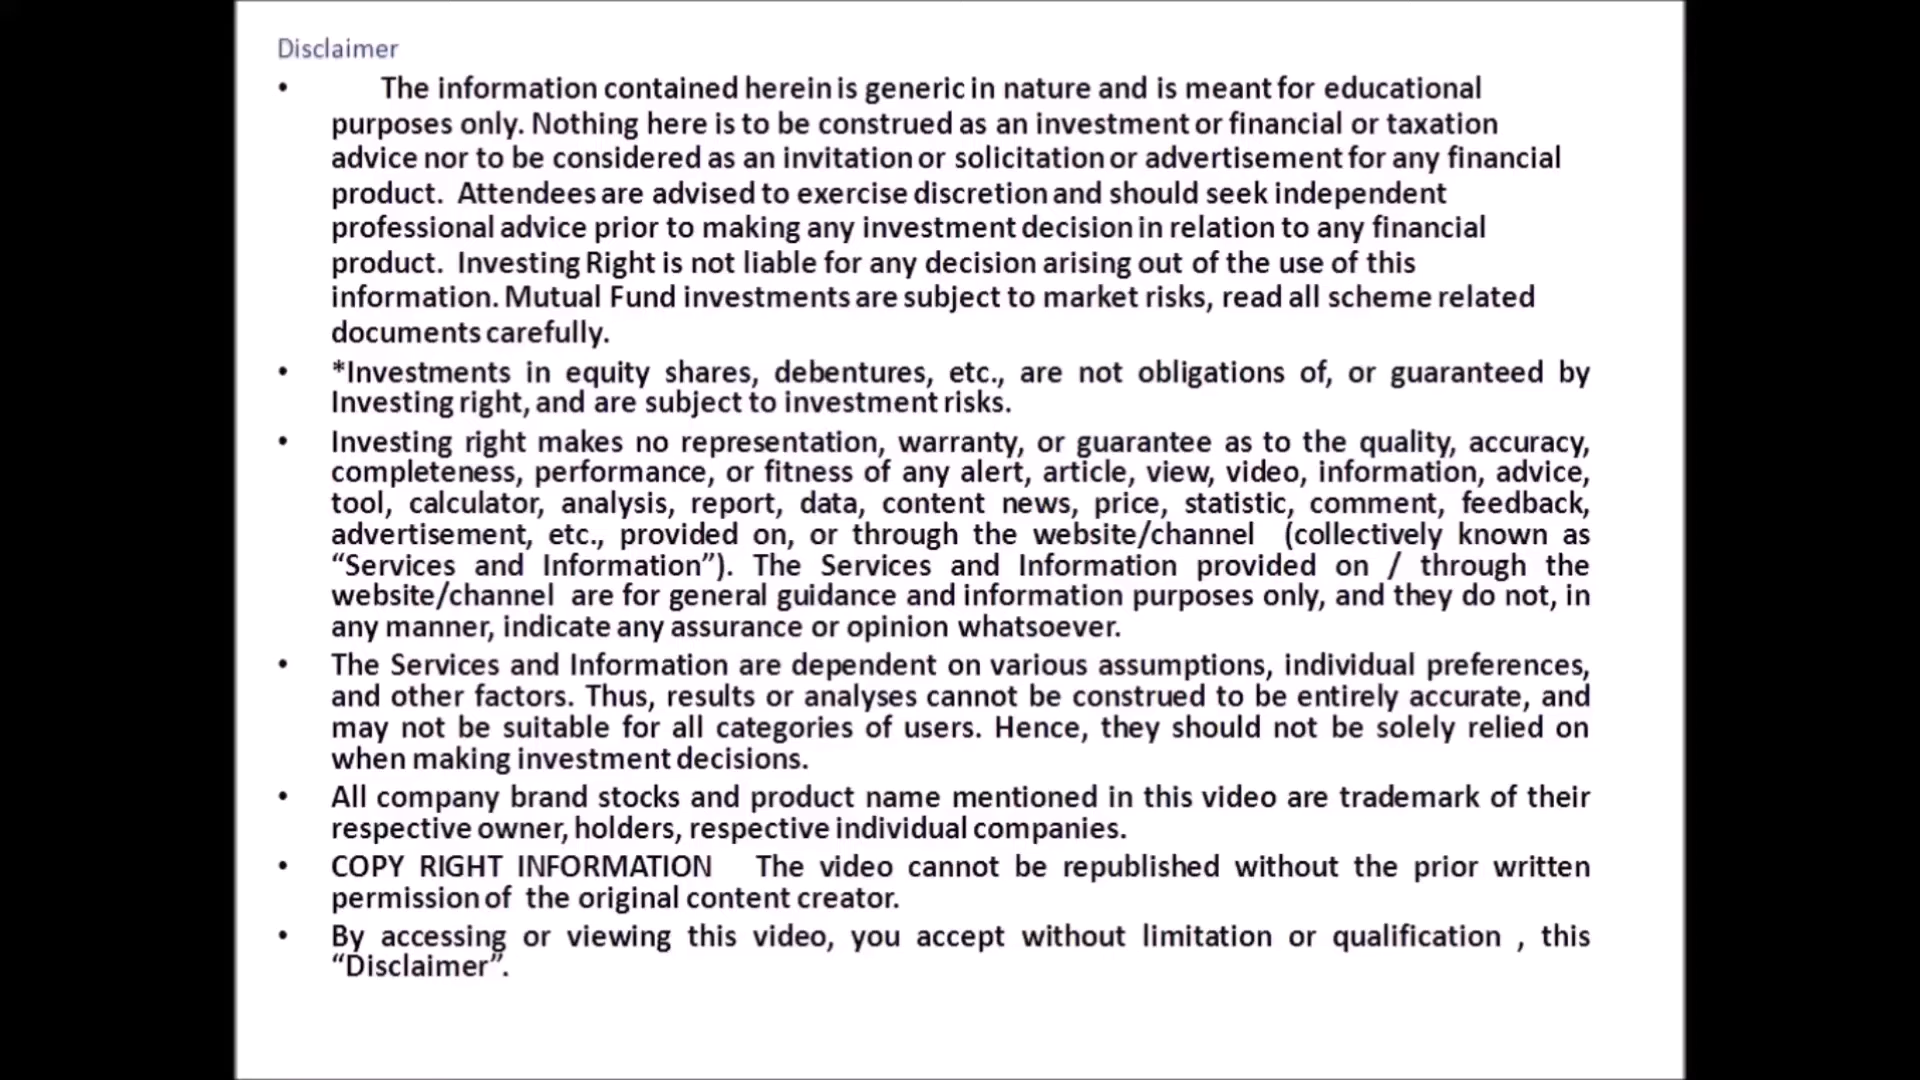 Disclaimer
• The information contained herein is generic in nature and is meant for educational
purposes only. Nothing here is to be construed as an investment or financial or taxation
advice nor to be considered as an invitation or solicitation or advertisement for any financial
product. Attendees are advised to exercise discretion and should seek independent
professional advice prior to making any investment decision in relation to any financial
product. Investing Right is not liable for any decision arising out of the use of this
information. Mutual Fund investments are subject to market risks, read all scheme related
documents carefully.
• *Investments in equity shares, debentures, etc., are not obligations of, or guaranteed by
Investing right, and are subject to investment risks.
• Investing right makes no representation, warranty, or guarantee as to the quality, accuracy,
completeness, performance, or fitness of any alert, article, view, video, information, advice,
tool, calculator, analysis, report, data, content news, price, statistic, comment, feedback,
advertisement, etc., provided on, or through the website/channel (collectively known as
“Services and Information”). The Services and Information provided on / through the
website/channel are for general guidance and information purposes only, and they do not, in
any manner, indicate any assurance or opinion whatsoever.
• The Services and Information are dependent on various assumptions, individual preferences,
and other factors. Thus, results or analyses cannot be construed to be entirely accurate, and
may not be suitable for all categories of users. Hence, they should not be solely relied on
when making investment decisions.
• All company brand stocks and product name mentioned in this video are trademark of their
respective owner, holders, respective individual companies.
• COPY RIGHT INFORMATION The video cannot be republished without the prior written
permission of the original content creator.
• By accessing or viewing this video, you accept without limitation or qualification , this
“Disclaimer”.